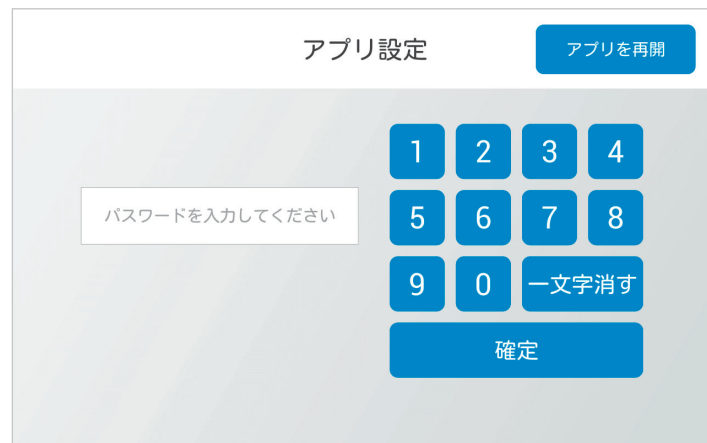 アプリ設定
アプリを再開
パスワードを入力してください
1 2 3 4
5 6 7 8
9 0 一文字消す
確定